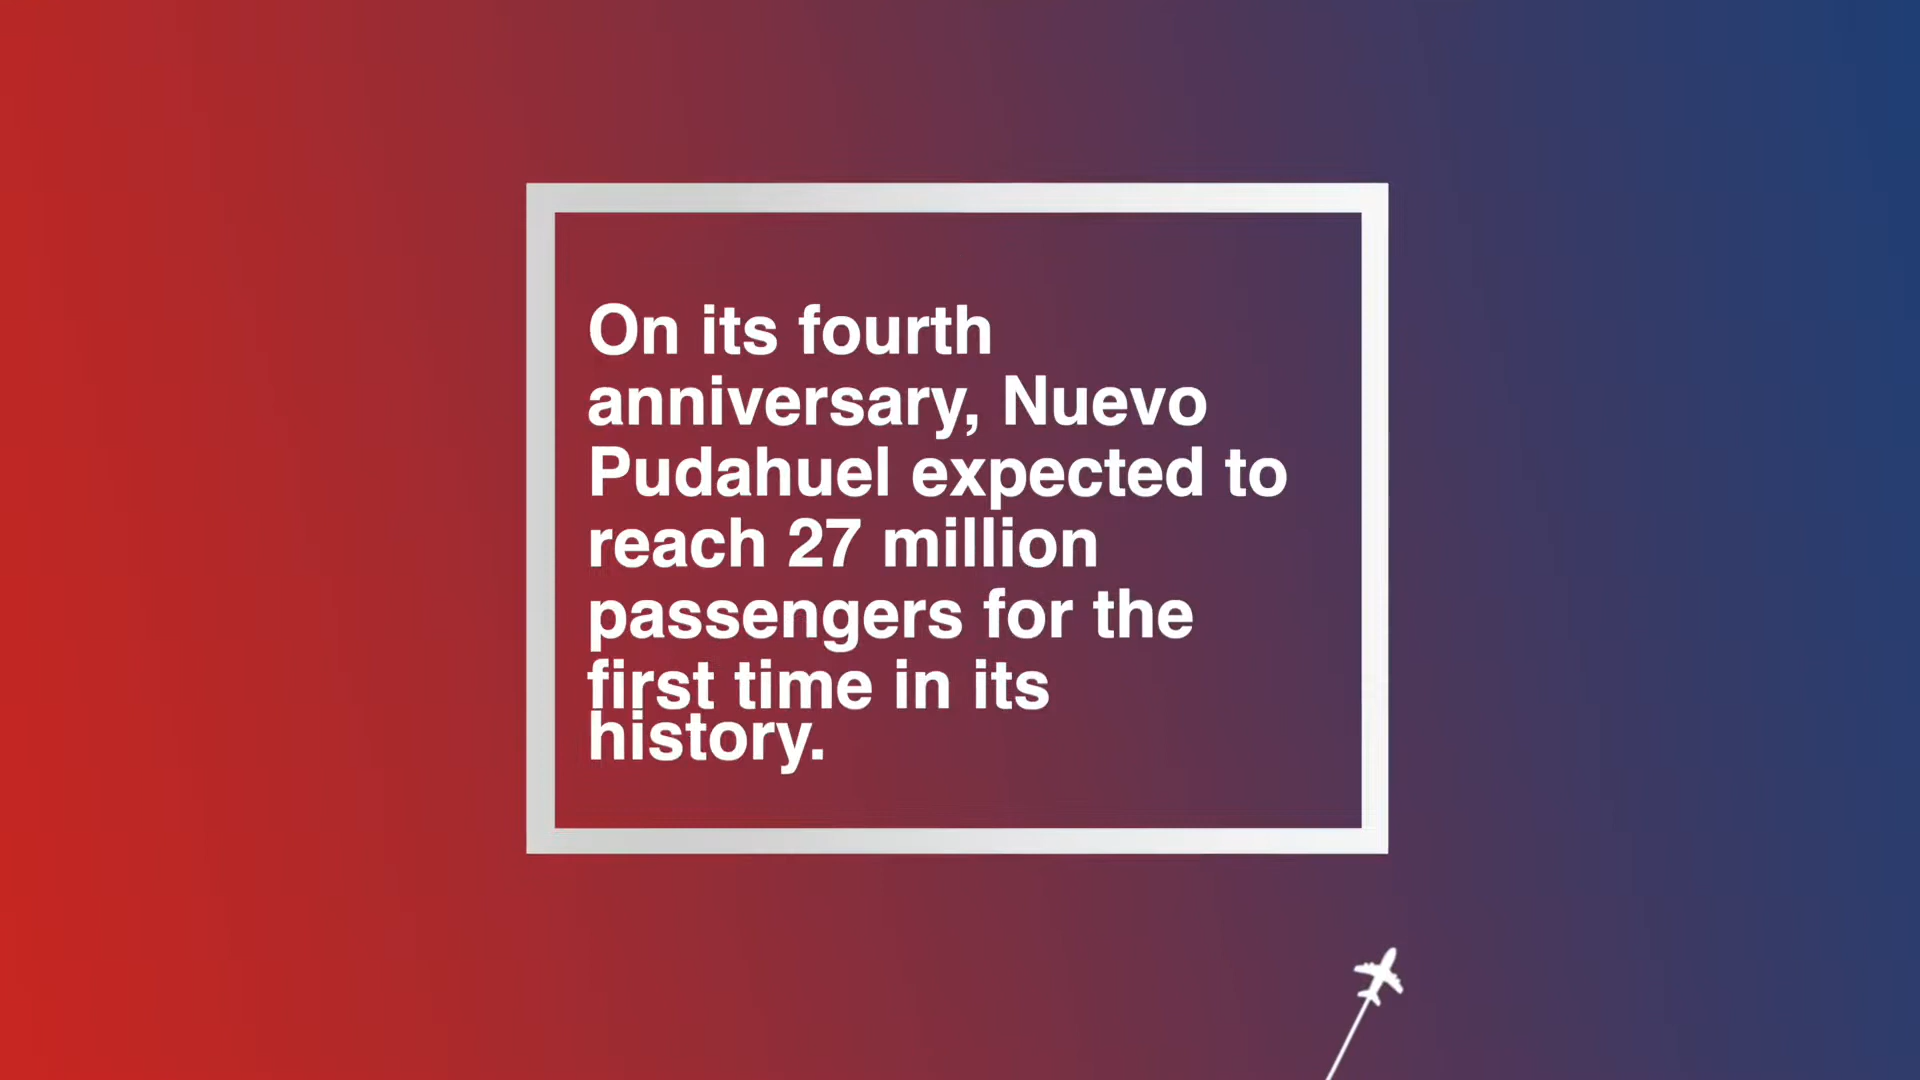 On its fourth
anniversary, Nuevo
Pudahuel expected to
reach 27 million
passengers for the
first time in its
history.